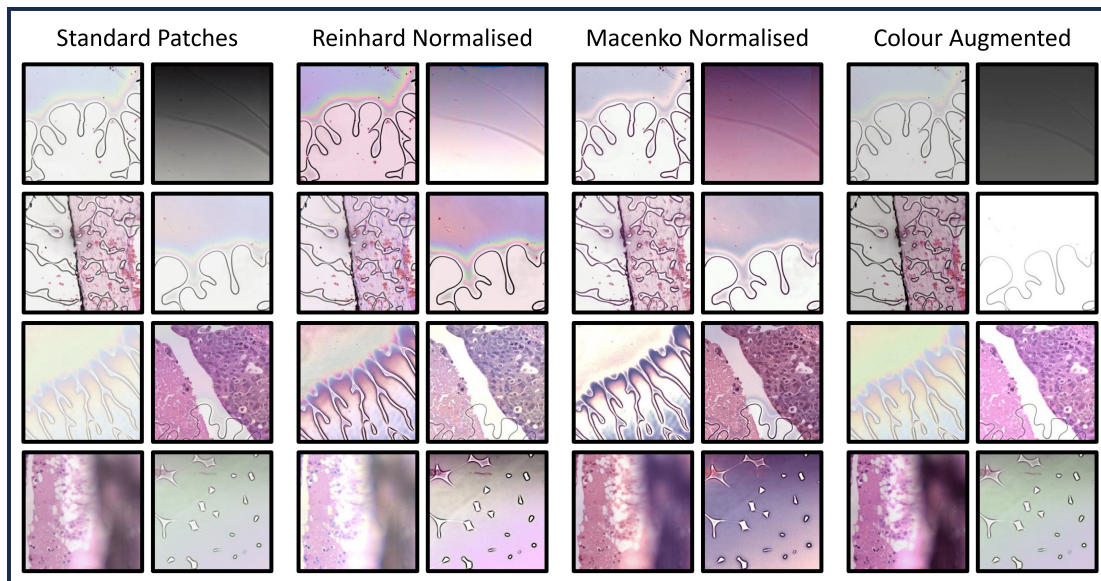 Standard Patches
Reinhard Normalised
Macenko Normalised
Colour Augmented